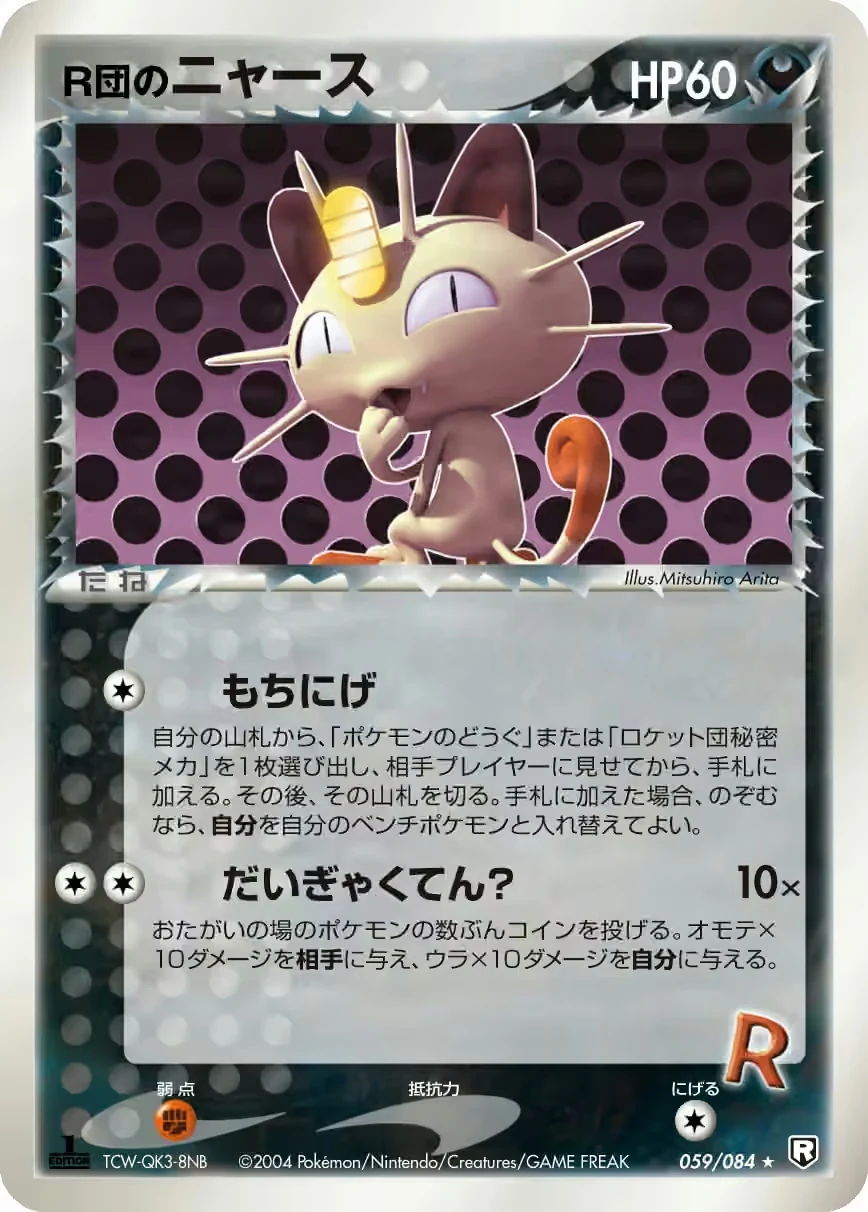 R団のニャース HP60
たね
Illus.Mitsuhiro Arita
もちにげ
自分の山札から、「ポケモンのどうぐ」または「ロケット団秘密
メカ」を1枚選び出し、相手プレイヤーに見せてから、手札に
加える。その後、その山札を切る。手札に加えた場合、のぞむ
なら、自分を自分のベンチポケモンと入れ替えてよい。
だいぎゃくてん? 10×
おたがいの場のポケモンの数ぶんコインを投げる。オモテ×
10ダメージを相手に与え、ウラ×10ダメージを自分に与える。
R
弱点 抵抗力 にげる
1 EDITION TCW-QK3-8NB ©2004 Pokémon/Nintendo/Creatures/GAME FREAK 059/084 ★ R